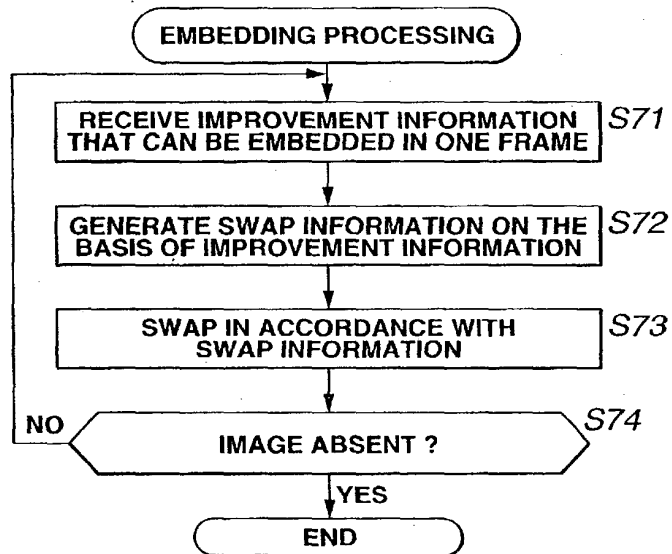 EMBEDDING PROCESSING
RECEIVE IMPROVEMENT INFORMATION
THAT CAN BE EMBEDDED IN ONE FRAME
S71
GENERATE SWAP INFORMATION ON THE
BASIS OF IMPROVEMENT INFORMATION
S72
SWAP IN ACCORDANCE WITH
SWAP INFORMATION
S73
IMAGE ABSENT ?
S74
NO
YES
END